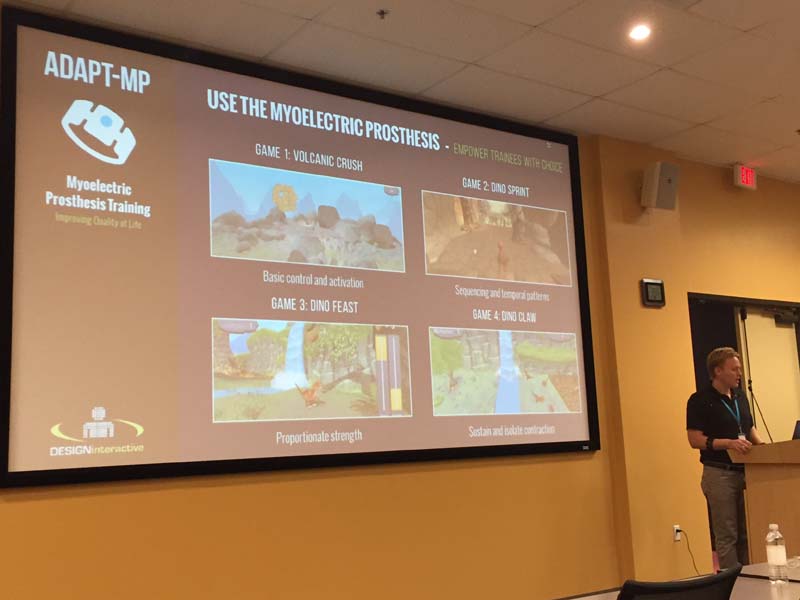 ADAPT-MP
Myoelectric
Prosthesis Training
Improving Quality of Life
DESIGNinteractive
USE THE MYOELECTRIC PROSTHESIS - EMPOWER TRAINEES WITH CHOICE
GAME 1: VOLCANIC CRUSH
GAME 2: DINO SPRINT
Basic control and activation
Sequencing and temporal patterns
GAME 3: DINO FEAST
GAME 4: DINO CLAW
Proportionate strength
Sustain and isolate contraction
EXIT